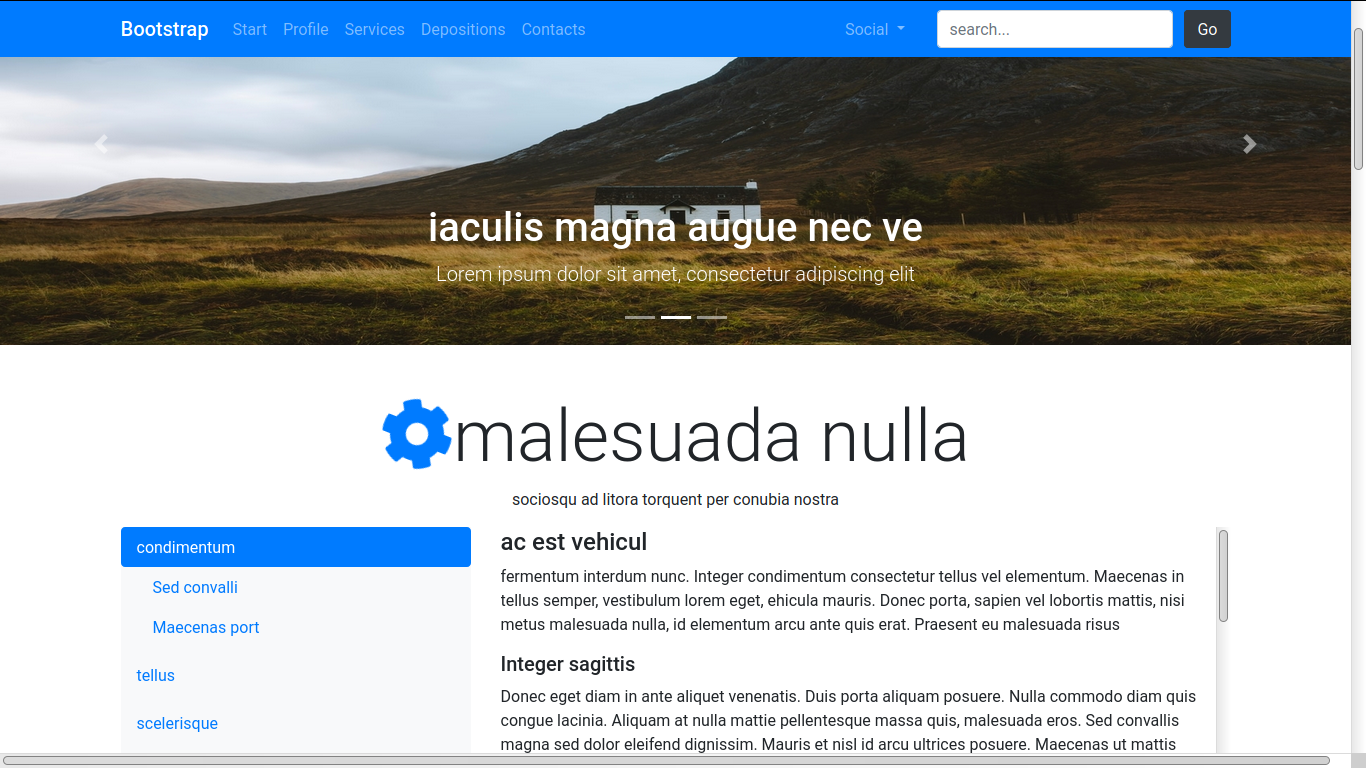 Bootstrap Start Profile Services Depositions Contacts Social search... Go
iaculis magna augue nec ve
Lorem ipsum dolor sit amet, consectetur adipiscing elit
malesuada nulla
sociosqu ad litora torquent per conubia nostra
condimentum
Sed convalli
Maecenas port
tellus
scelerisque
ac est vehicul
fermentum interdum nunc. Integer condimentum consectetur tellus vel elementum. Maecenas in
tellus semper, vestibulum lorem eget, ehicula mauris. Donec porta, sapien vel lobortis mattis, nisi
metus malesuada nulla, id elementum arcu ante quis erat. Praesent eu malesuada risus
Integer sagittis
Donec eget diam in ante aliquet venenatis. Duis porta aliquam posuere. Nulla commodo diam quis
congue lacinia. Aliquam at nulla mattie pellentesque massa quis, malesuada eros. Sed convallis
magna sed dolor eleifend dignissim. Mauris et nisl id arcu ultrices posuere. Maecenas ut mattis